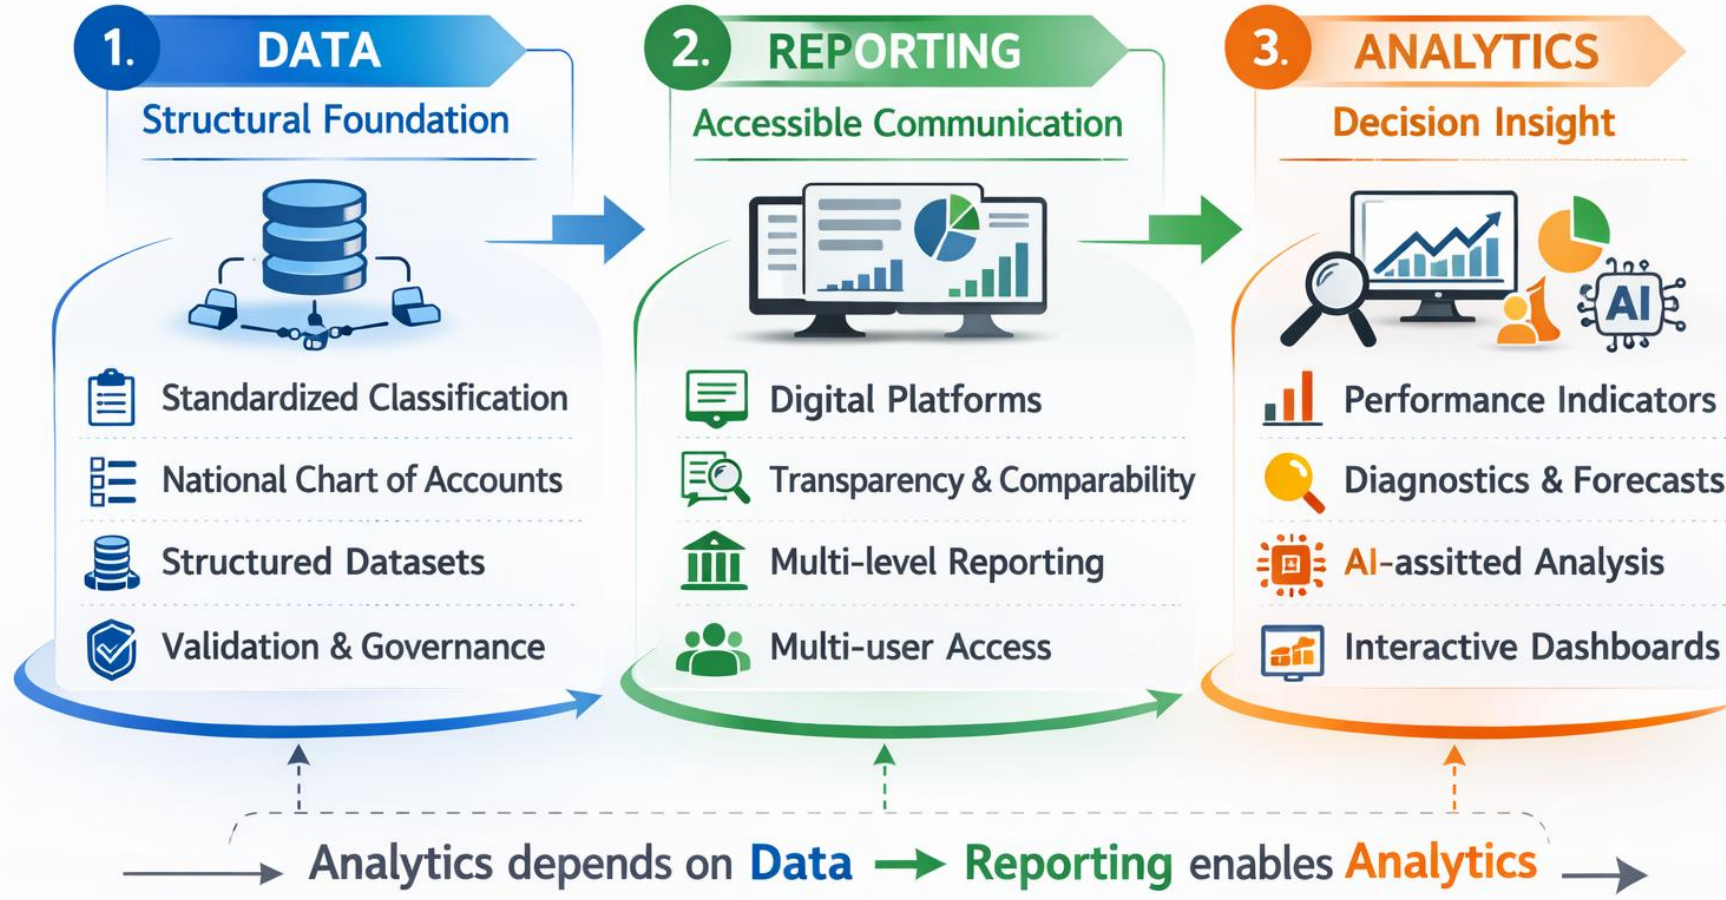 1. DATA
Structural Foundation
Standardized Classification
National Chart of Accounts
Structured Datasets
Validation & Governance
2. REPORTING
Accessible Communication
Digital Platforms
Transparency & Comparability
Multi-level Reporting
Multi-user Access
3. ANALYTICS
Decision Insight
AI
Performance Indicators
Diagnostics & Forecasts
AI-assitted Analysis
Interactive Dashboards
Analytics depends on Data → Reporting enables Analytics